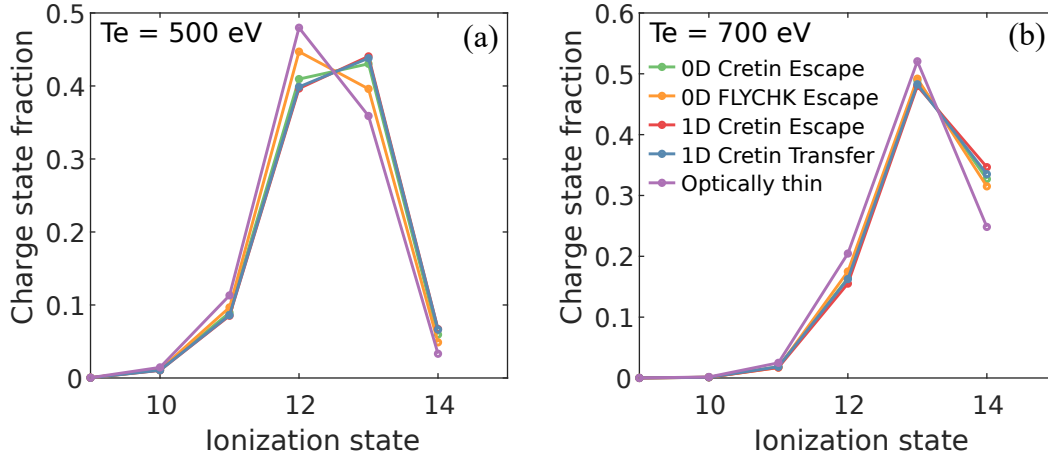 Te = 500 eV
(a)
0.5
0.4
0.3
0.2
0.1
0
10
12
14
Charge state fraction
Ionization state
Te = 700 eV
(b)
0.7
0.6
0.5
0.4
0.3
0.2
0.1
0
10
12
14
Charge state fraction
Ionization state
0D Cretin Escape
0D FLYCHK Escape
1D Cretin Escape
1D Cretin Transfer
Optically thin